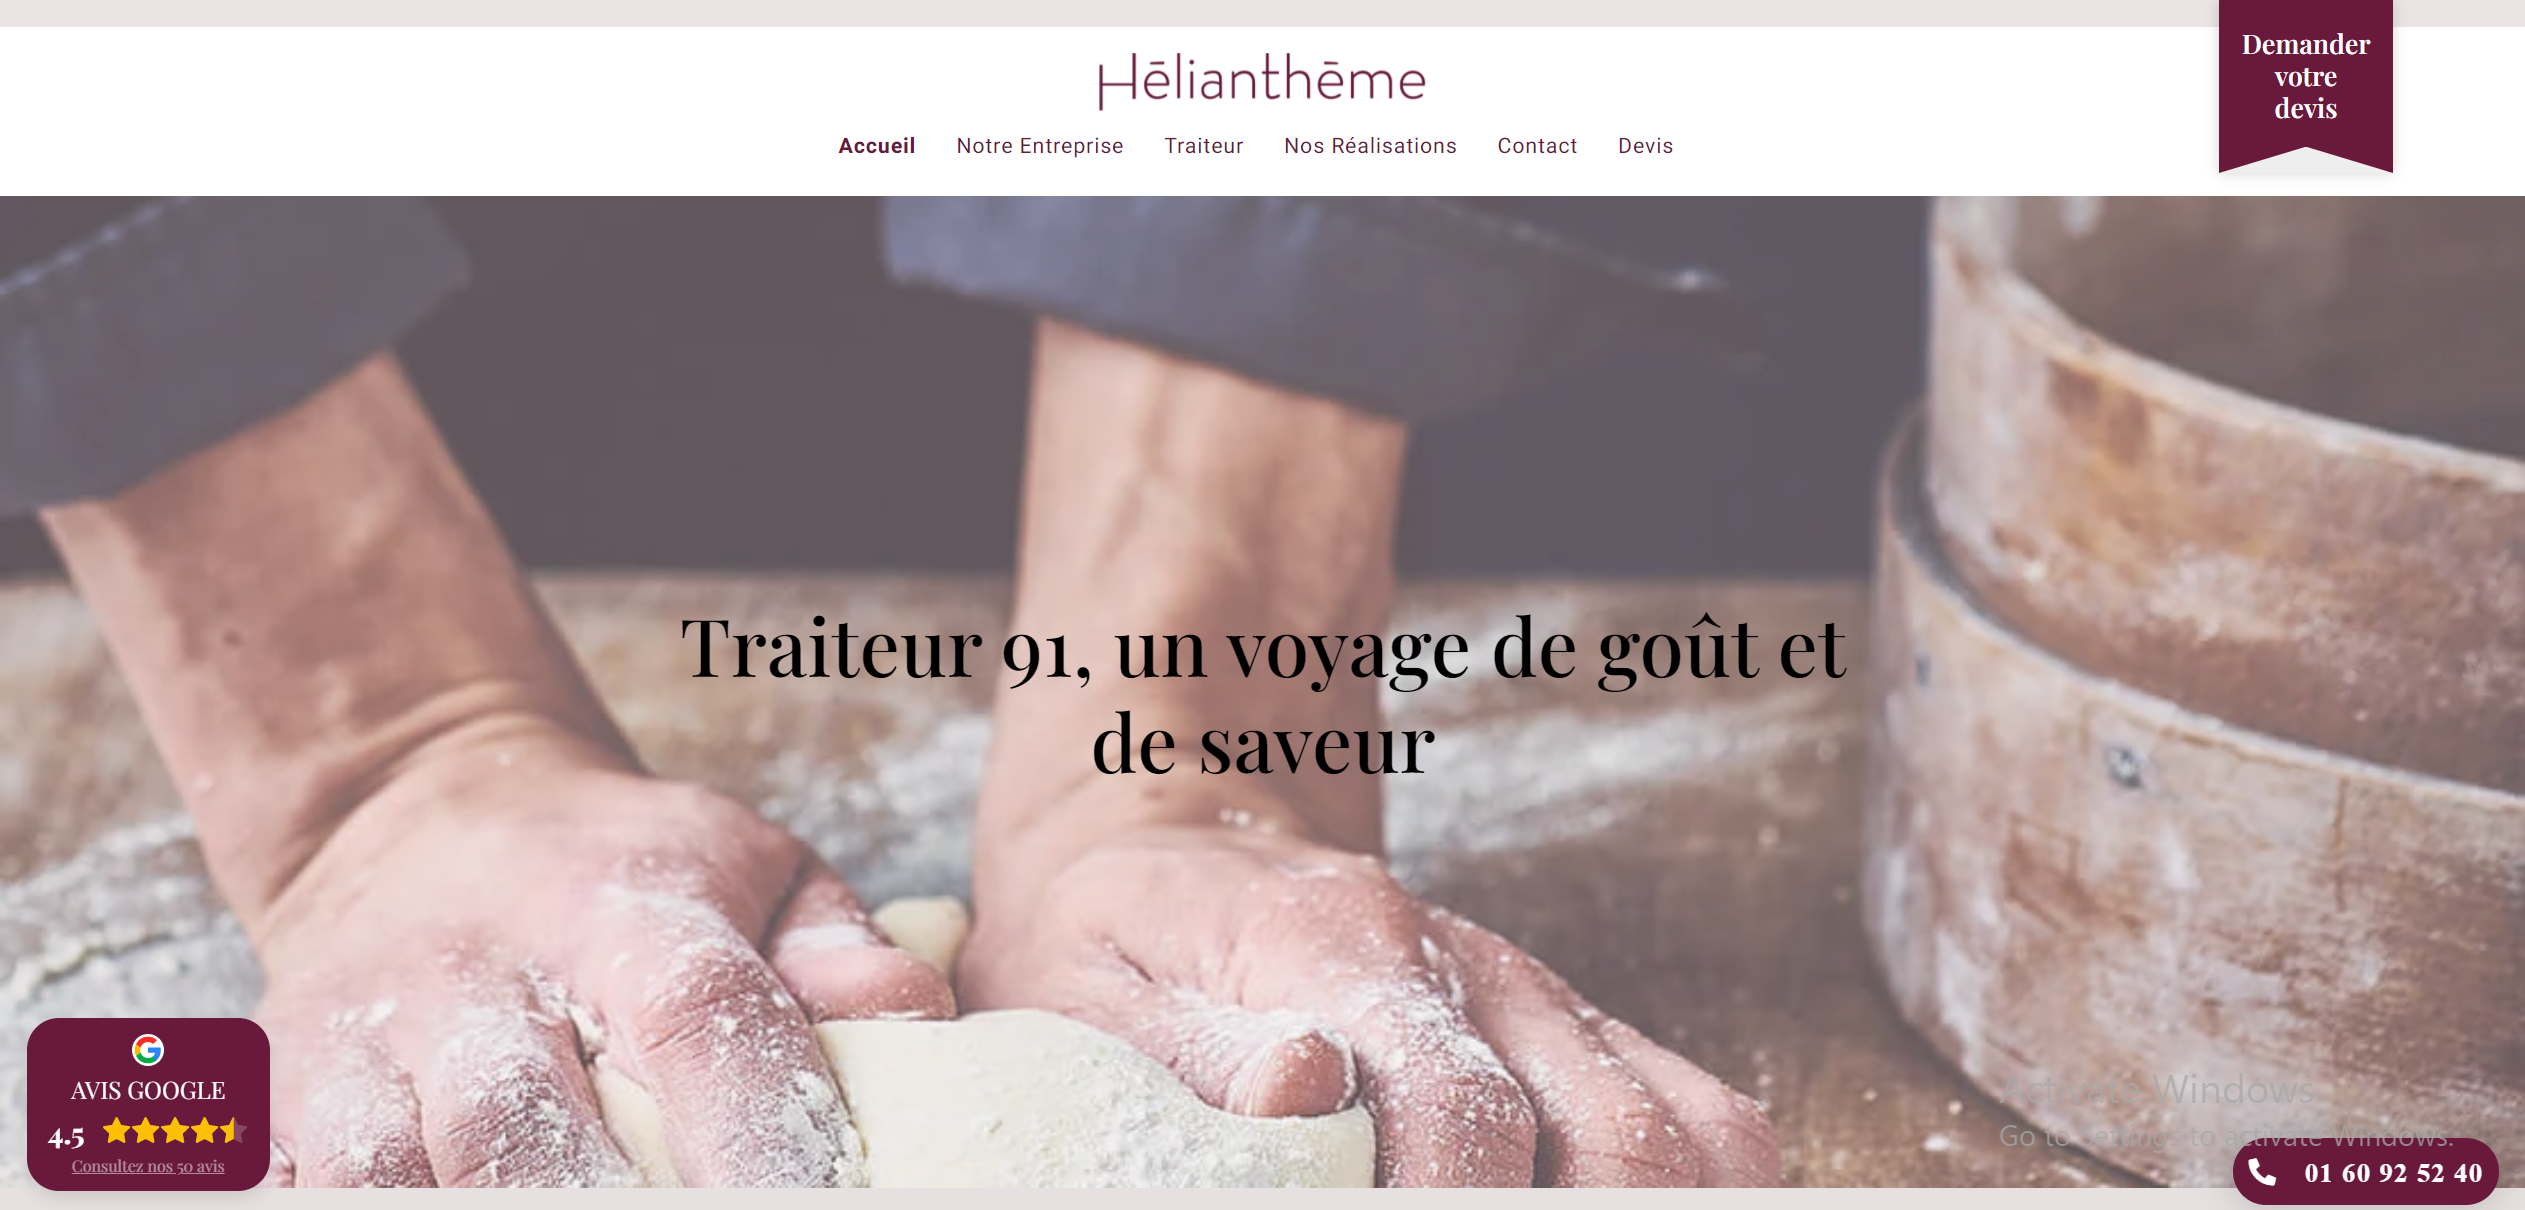 Hēlianthēme
Demander
votre
devis
Accueil Notre Entreprise Traiteur Nos Réalisations Contact Devis
Traiteur 91, un voyage de goût et
de saveur
AVIS GOOGLE
4.5
Consultez nos 50 avis
Activate Windows
Go to Settings to activate Windows.
01 60 92 52 40